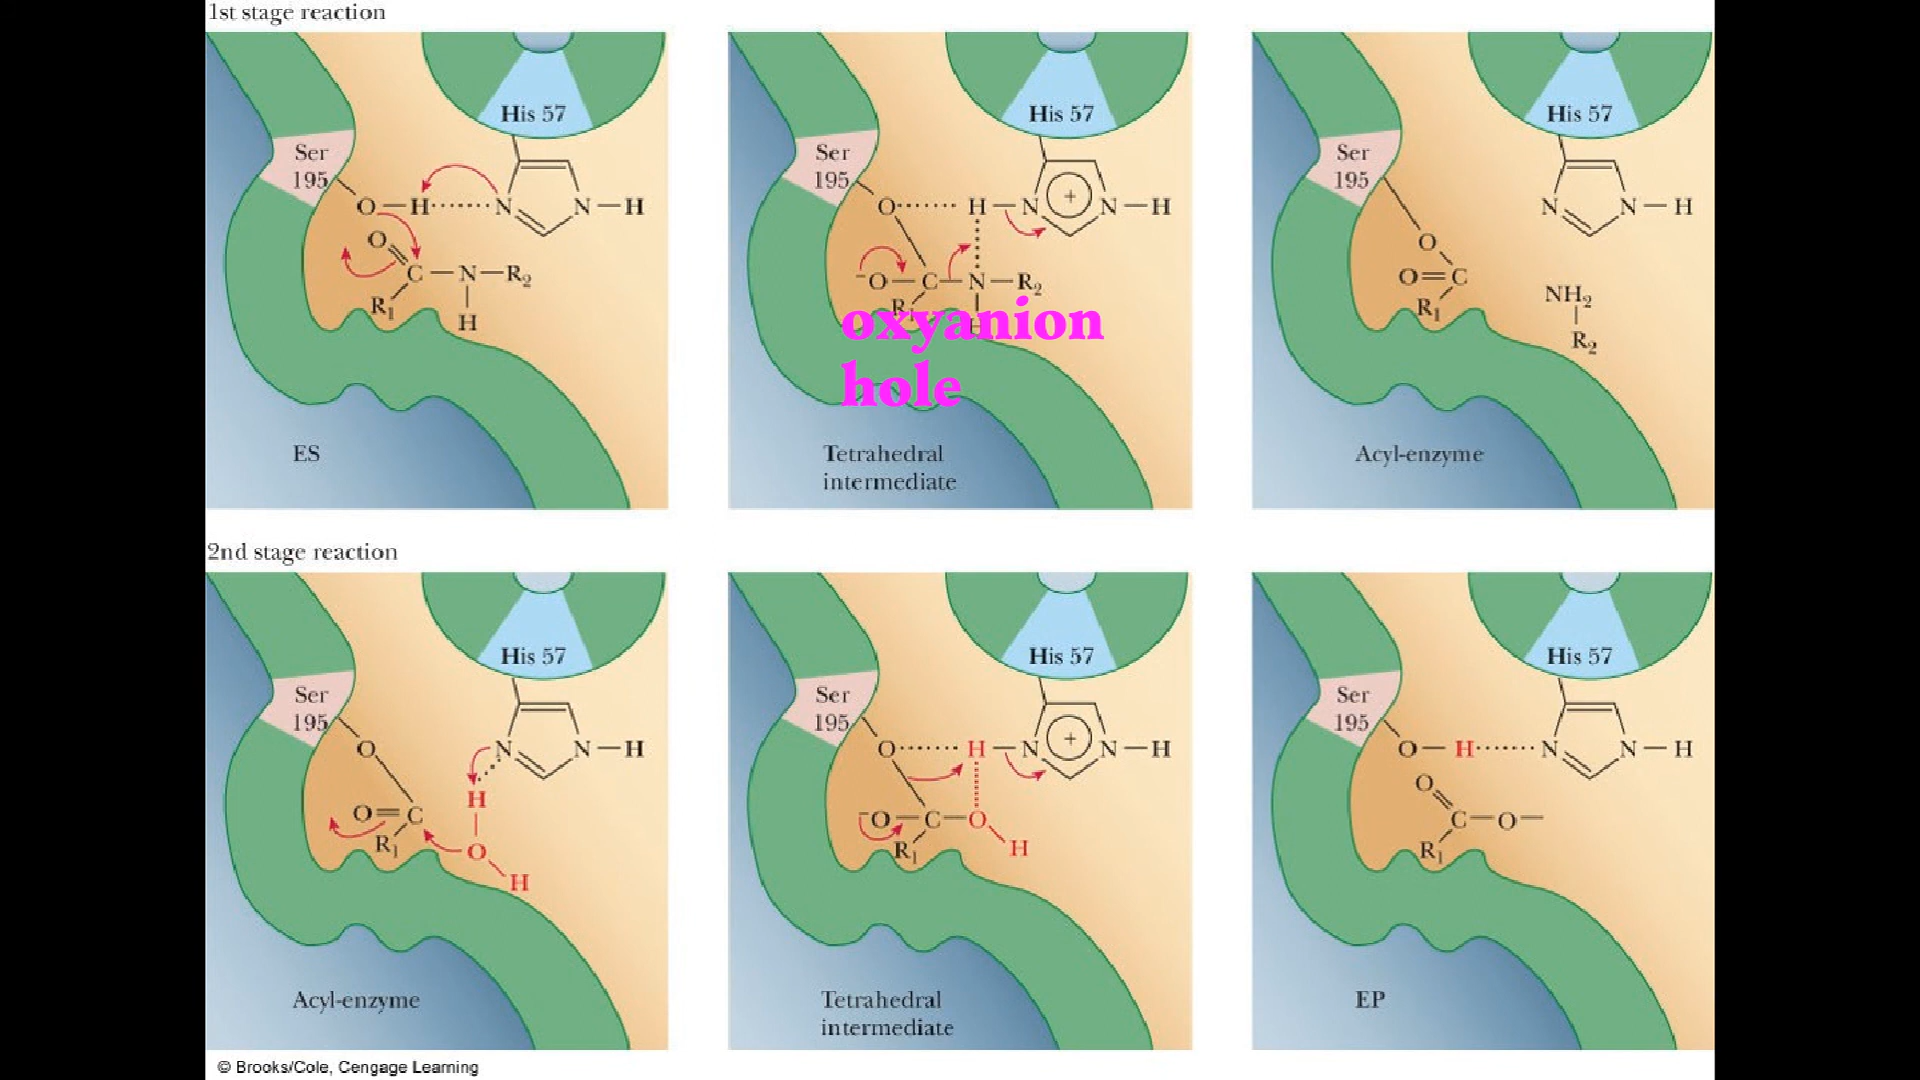 1st stage reaction
His 57
Ser
195
O—H N N—H
O
C—N—R2
R1
H
ES
His 57
Ser
195
O H—N + N—H
−O—C—N—R2
R1
H
oxyanion
hole
Tetrahedral
intermediate
His 57
Ser
195
N N—H
O
O=C
R1
NH2
R2
Acyl-enzyme
2nd stage reaction
His 57
Ser
195
O N N—H
H
O=C
R1
O
H
Acyl-enzyme
His 57
Ser
195
O H—N + N—H
−O—C—O
R1
H
Tetrahedral
intermediate
His 57
Ser
195
O—H N N—H
O
C—O—
R1
EP
© Brooks/Cole, Cengage Learning